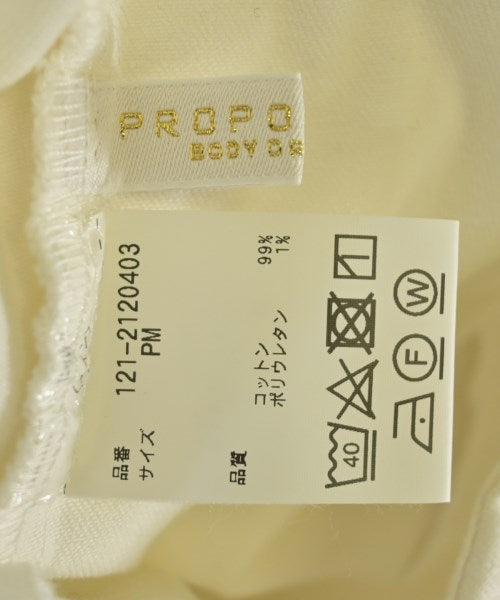 PROPO
BODY DR
品番 121-2120403
サイズ PM
品質 コットン 99%
ポリウレタン 1%
40
F
W